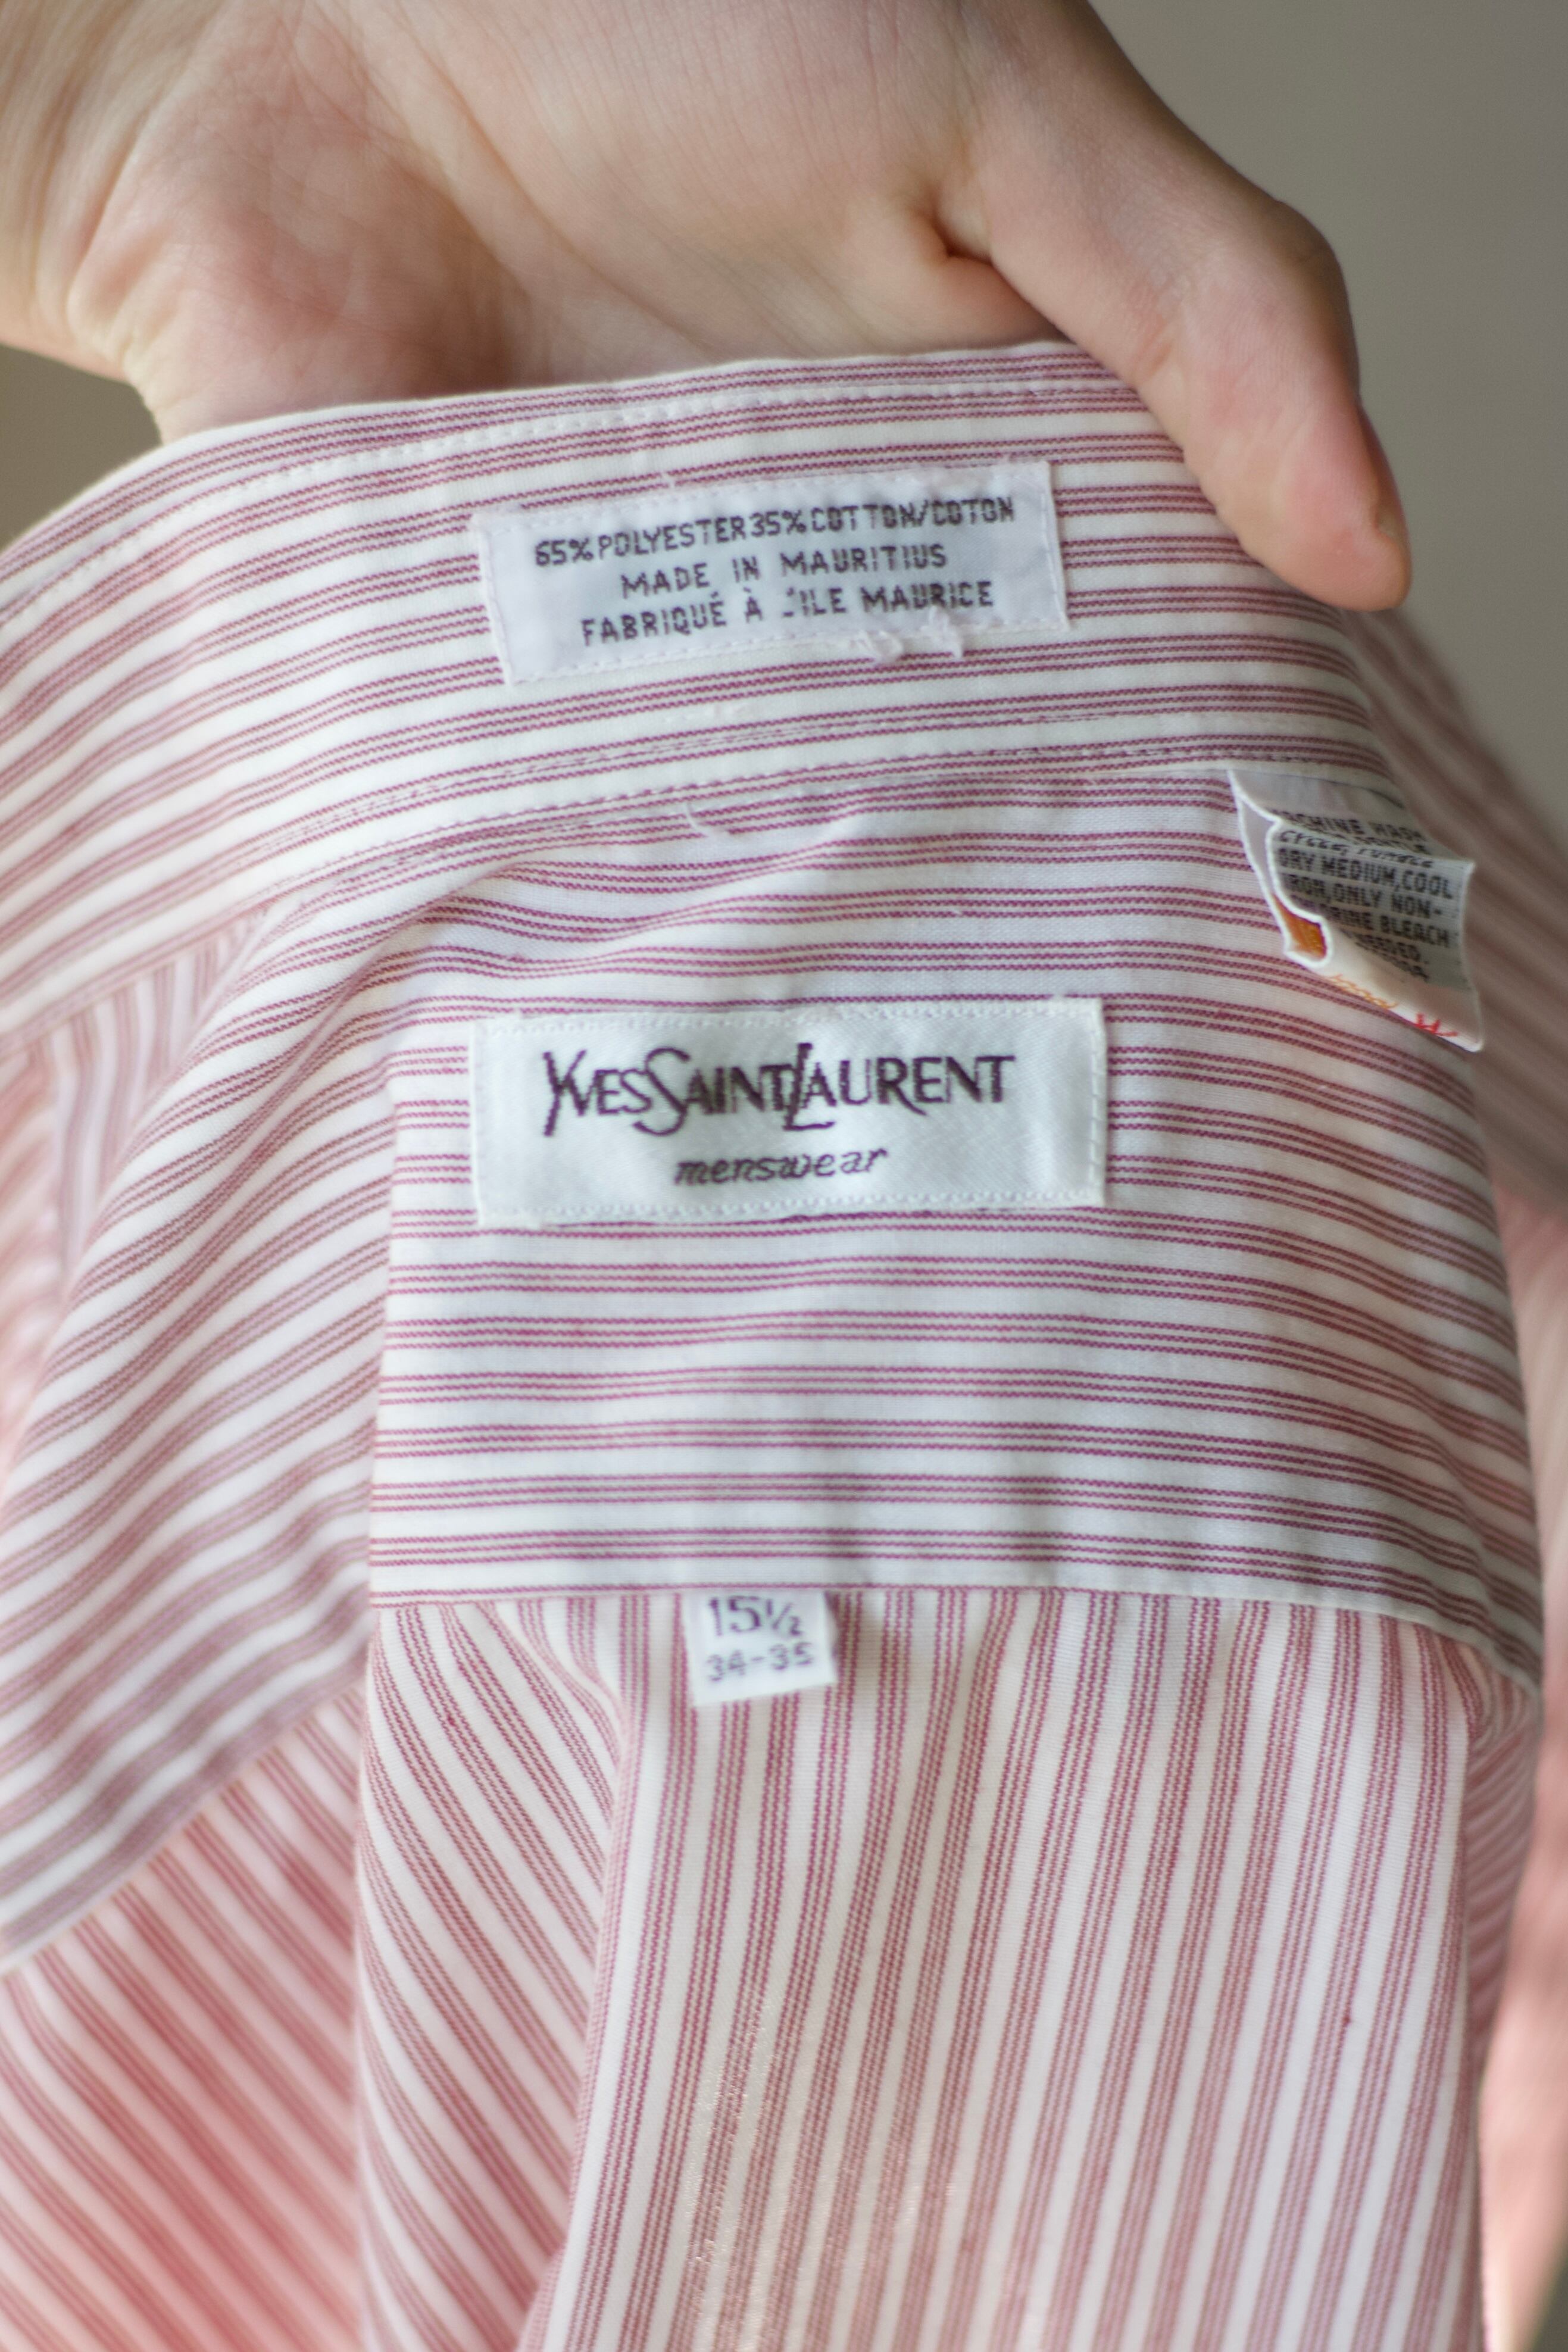 65% POLYESTER 35% COTTON/COTON
MADE IN MAURITIUS
FABRIQUÉ À L'ILE MAURICE
DRY MEDIUM, COOL
ONLY NON-
BLEACH
YVES SAINT LAURENT
menswear
15½
34-35